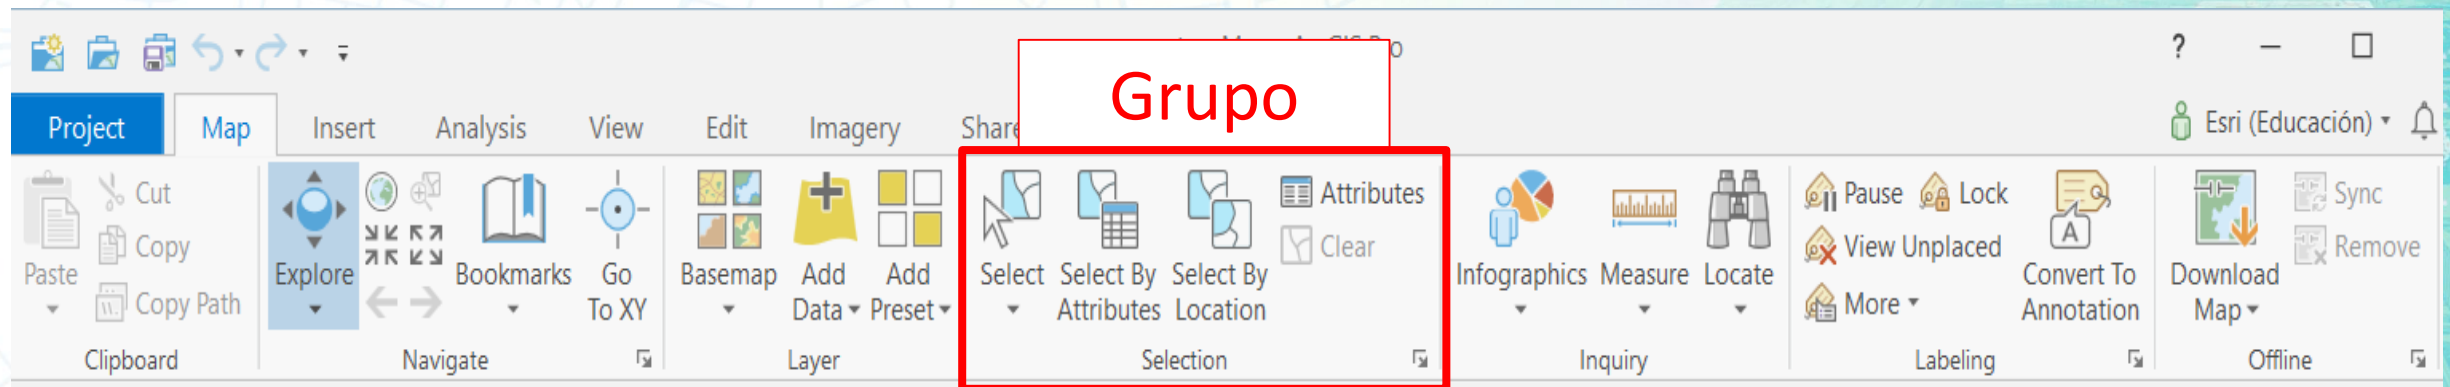 ?
Grupo
Project Map Insert Analysis View Edit Imagery Share
Esri (Educación)
Paste
Cut
Copy
Copy Path
Clipboard
Explore
Bookmarks
Go
To XY
Navigate
Basemap
Add
Data
Add
Preset
Layer
Select
Select By
Attributes
Select By
Location
Attributes
Clear
Selection
Infographics
Measure
Locate
Inquiry
Pause
Lock
View Unplaced
More
A
Convert To
Annotation
Labeling
Download
Map
Sync
Remove
Offline